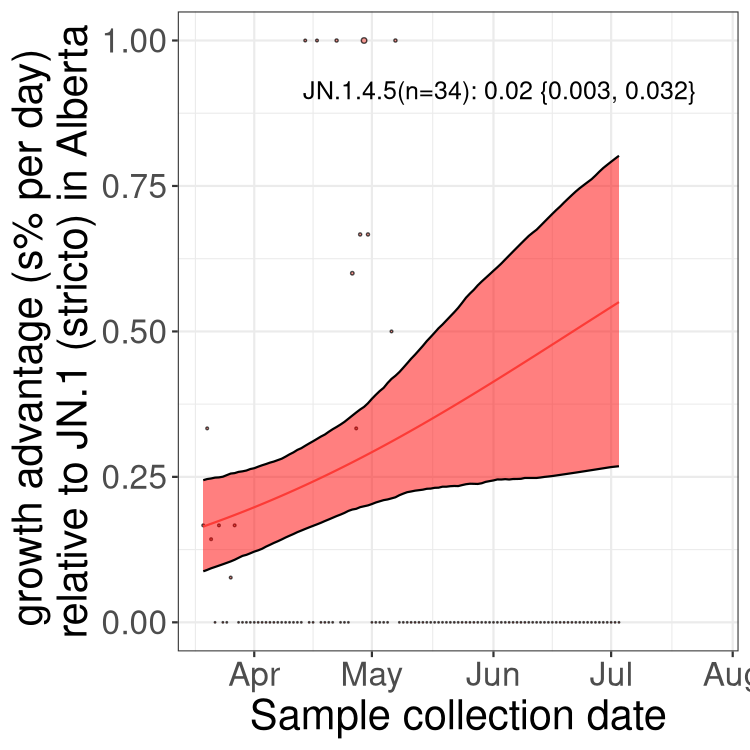 growth advantage (s% per day)
relative to JN.1 (stricto) in Alberta
1.00
0.75
0.50
0.25
0.00
JN.1.4.5(n=34): 0.02 {0.003, 0.032}
Apr May Jun Jul Aug
Sample collection date